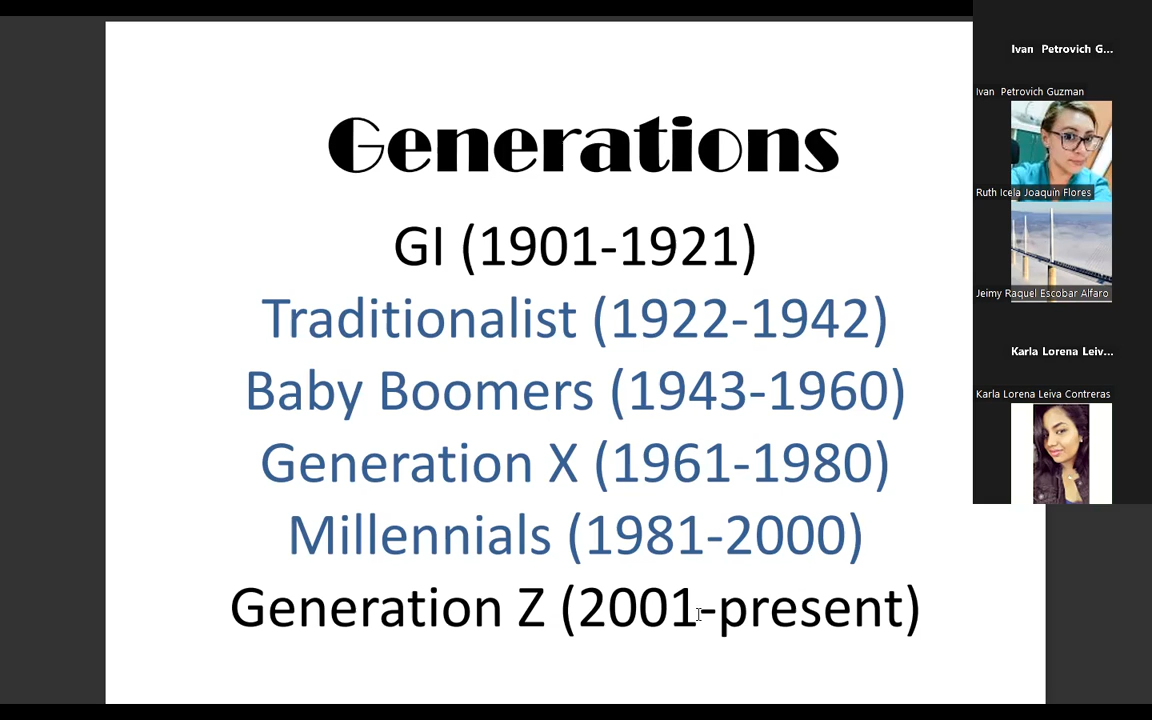 Generations
GI (1901-1921)
Traditionalist (1922-1942)
Baby Boomers (1943-1960)
Generation X (1961-1980)
Millennials (1981-2000)
Generation Z (2001-present)
Ivan Petrovich G...
Ivan Petrovich Guzman
Ruth Icela Joaquín Flores
Jeimy Raquel Escobar Alfaro
Karla Lorena Leiv...
Karla Lorena Leiva Contreras